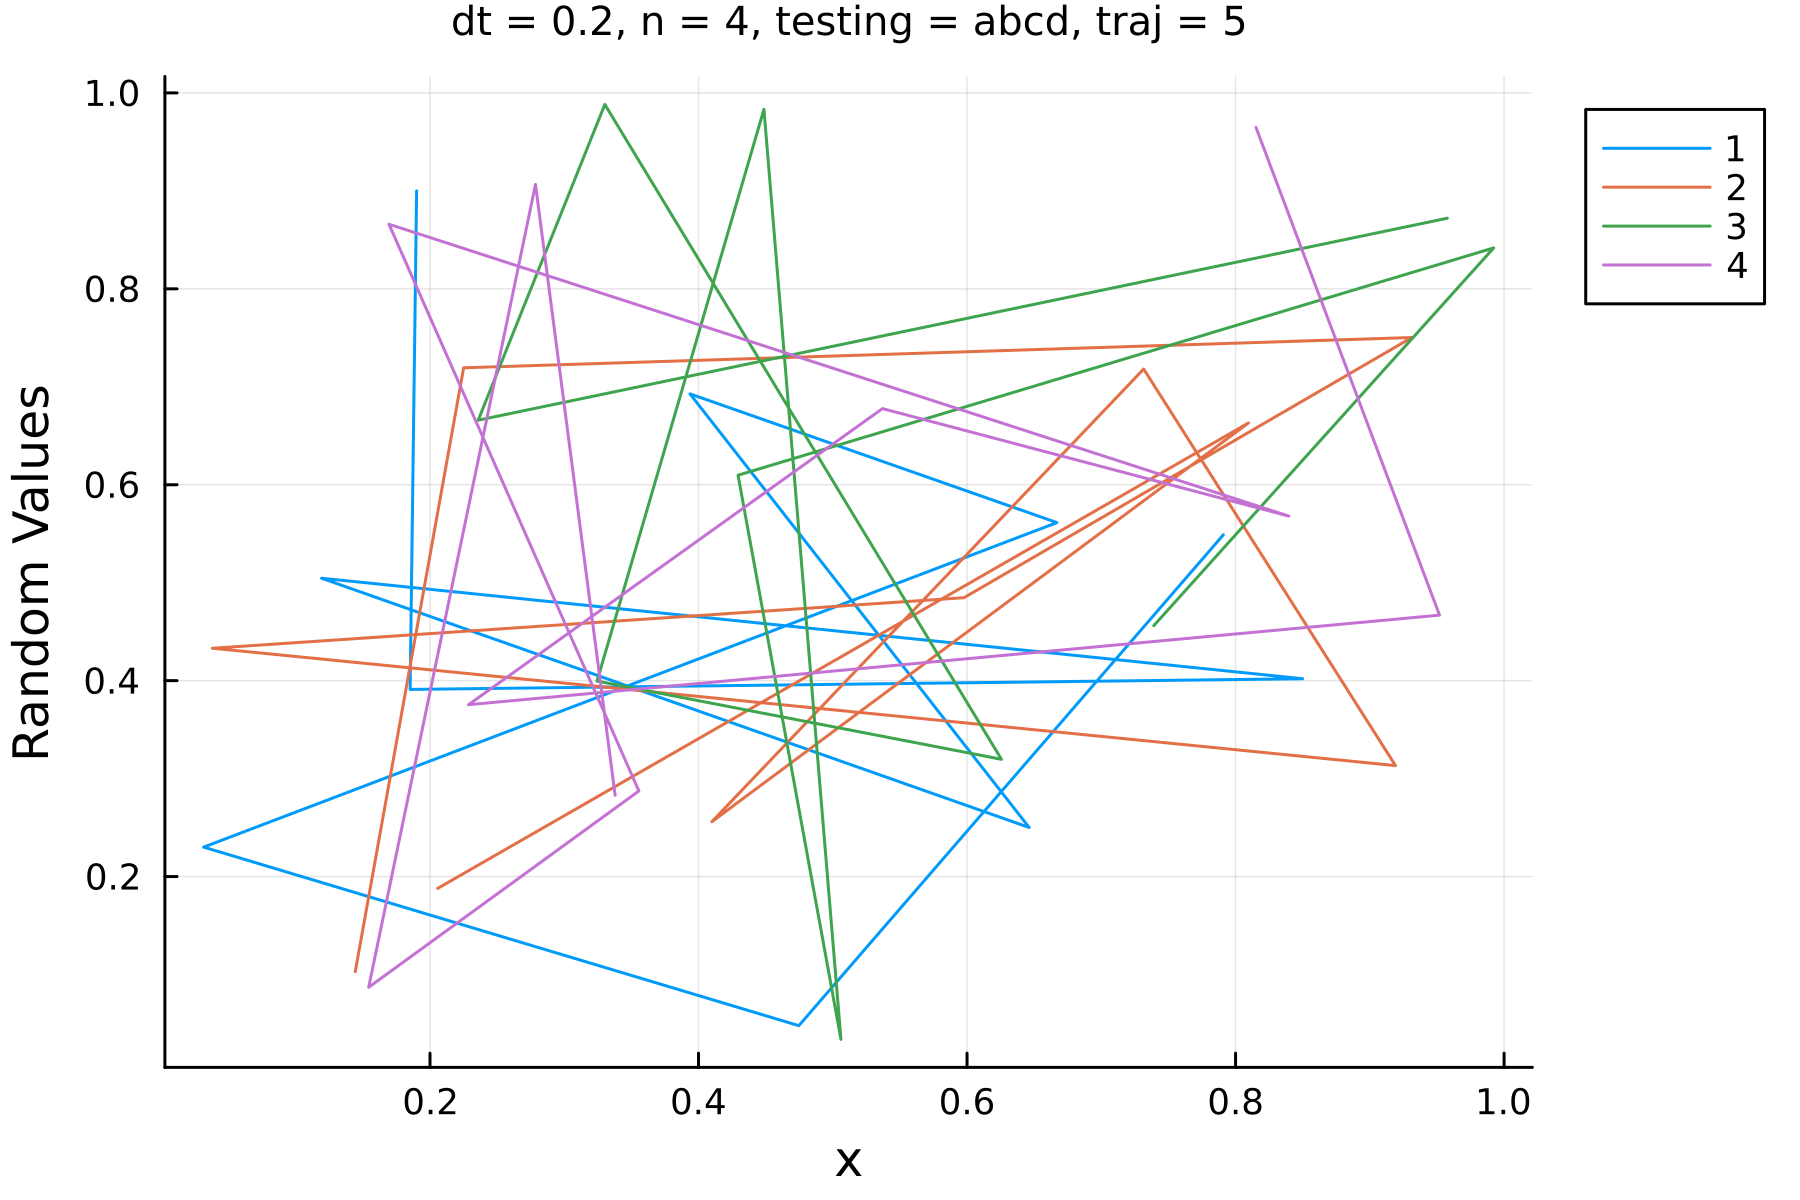 dt = 0.2, n = 4, testing = abcd, traj = 5
1.0
0.8
0.6
0.4
0.2
Random Values
0.2 0.4 0.6 0.8 1.0
x
1
2
3
4